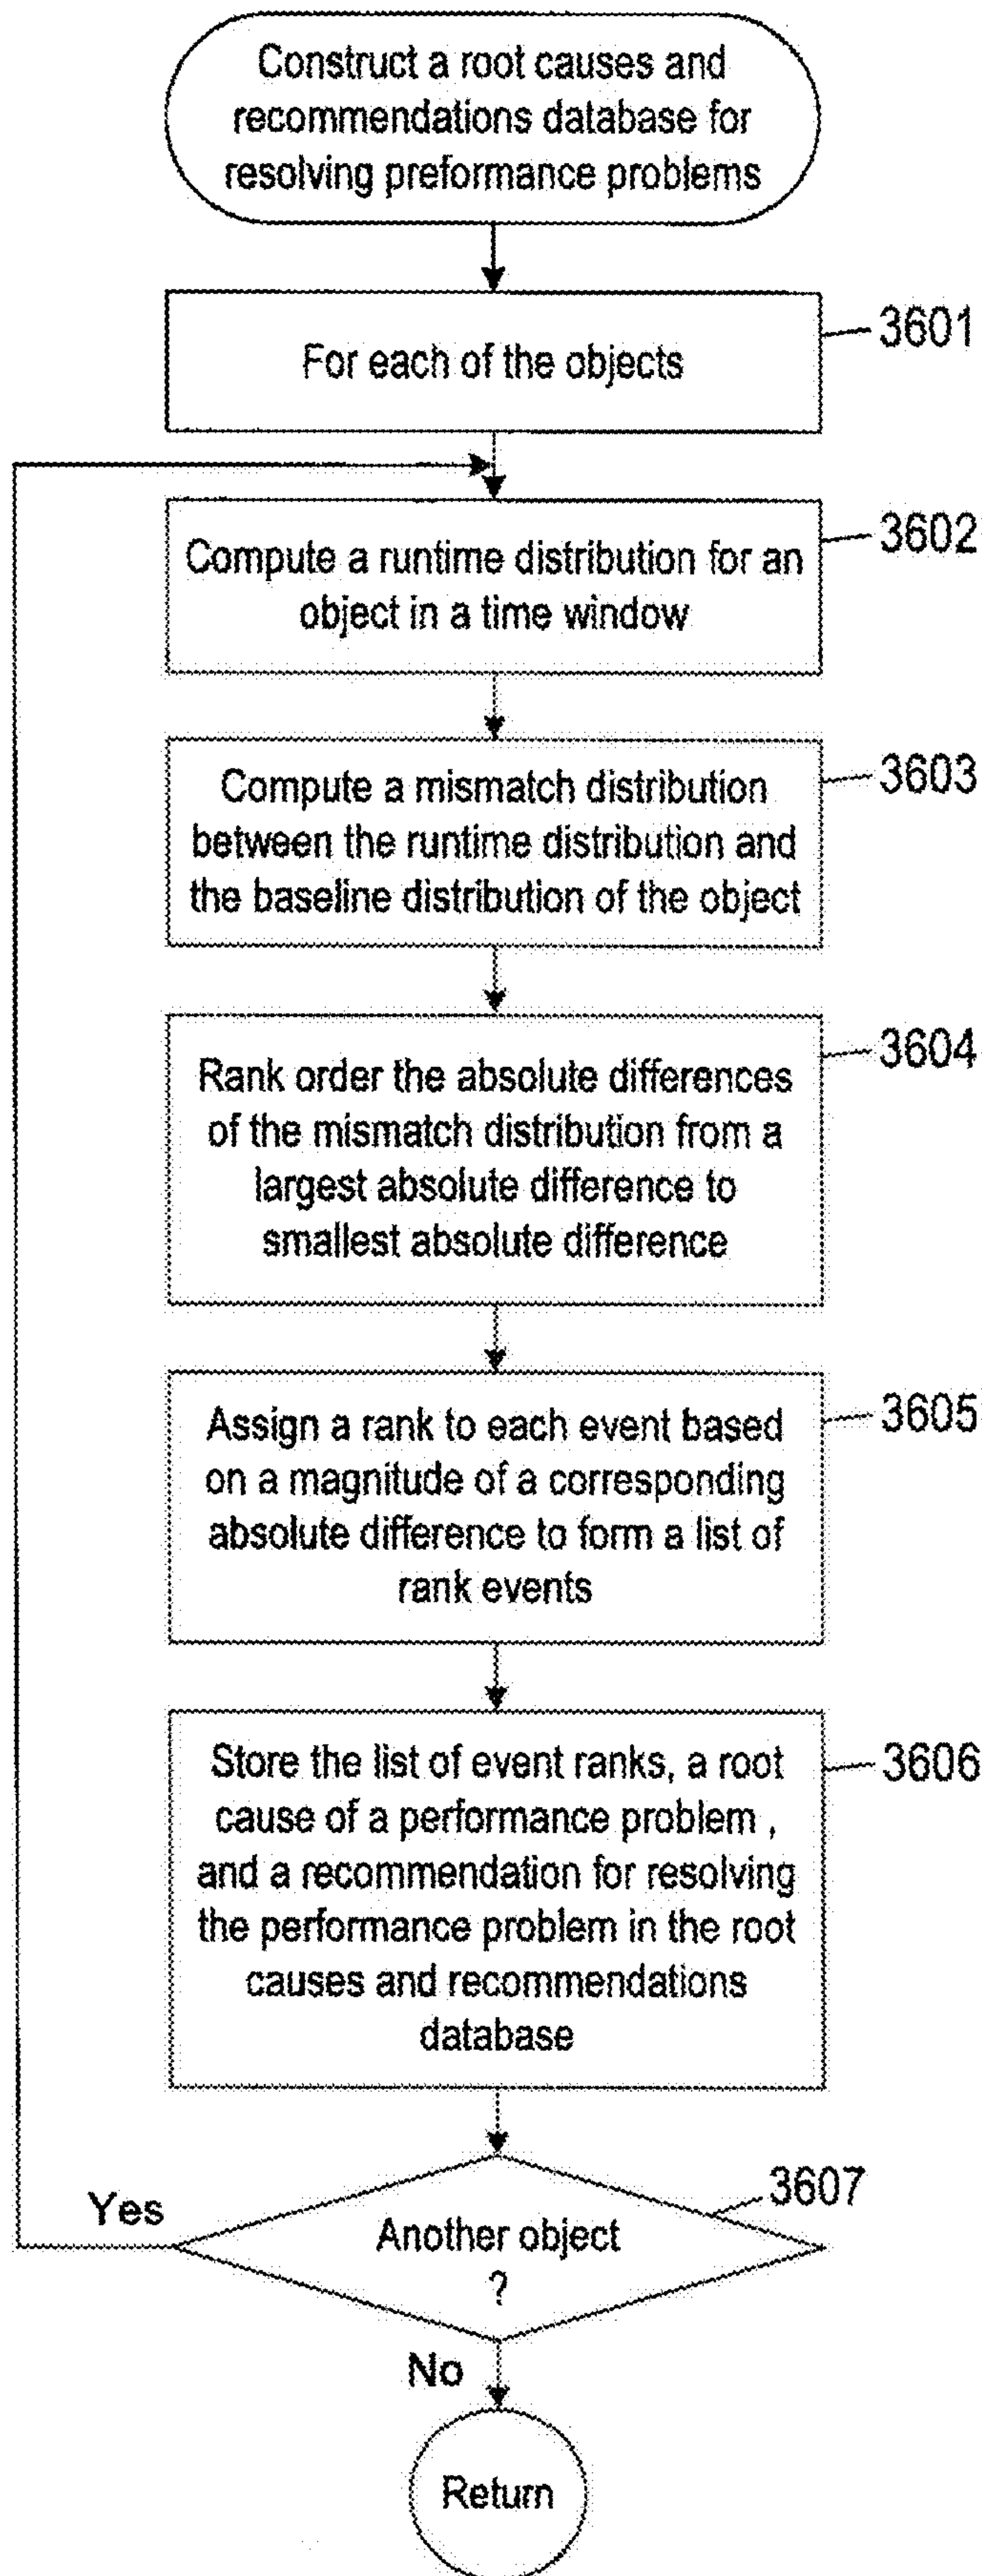 Construct a root causes and
recommendations database for
resolving preformance problems
For each of the objects
3601
Compute a runtime distribution for an
object in a time window
3602
Compute a mismatch distribution
between the runtime distribution and
the baseline distribution of the object
3603
Rank order the absolute differences
of the mismatch distribution from a
largest absolute difference to
smallest absolute difference
3604
Assign a rank to each event based
on a magnitude of a corresponding
absolute difference to form a list of
rank events
3605
Store the list of event ranks, a root
cause of a performance problem ,
and a recommendation for resolving
the performance problem in the root
causes and recommendations
database
3606
Another object
?
3607
Yes
No
Return